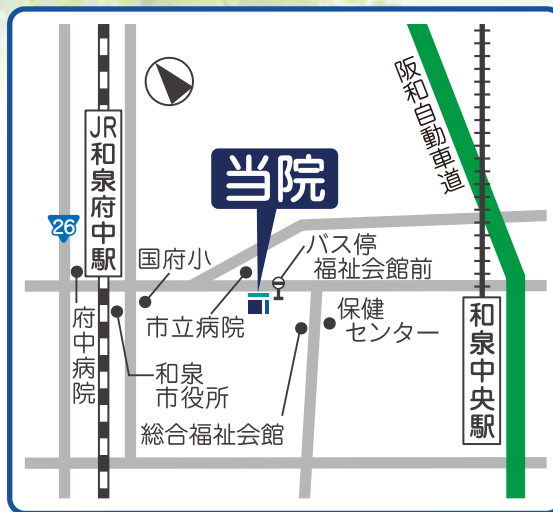 阪和自動車道
JR和泉府中駅
当院
26
国府小
バス停
福祉会館前
府中病院
市立病院
保健
センター
和泉中央駅
和泉
市役所
総合福祉会館